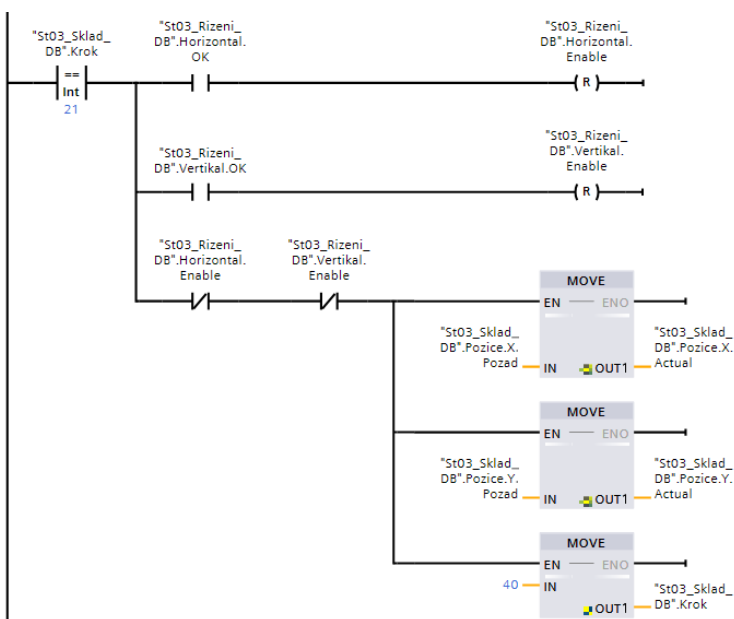 "St03_Sklad_
DB".Krok
==
Int
21
"St03_Rizeni_
DB".Horizontal.
OK
"St03_Rizeni_
DB".Horizontal.
Enable
R
"St03_Rizeni_
DB".Vertikal.OK
"St03_Rizeni_
DB".Vertikal.
Enable
R
"St03_Rizeni_
DB".Horizontal.
Enable
"St03_Rizeni_
DB".Vertikal.
Enable
MOVE
EN ENO
"St03_Sklad_
DB".Pozice.X.
Pozad
IN OUT1
"St03_Sklad_
DB".Pozice.X.
Actual
MOVE
EN ENO
"St03_Sklad_
DB".Pozice.Y.
Pozad
IN OUT1
"St03_Sklad_
DB".Pozice.Y.
Actual
MOVE
EN ENO
40 IN
OUT1
"St03_Sklad_
DB".Krok